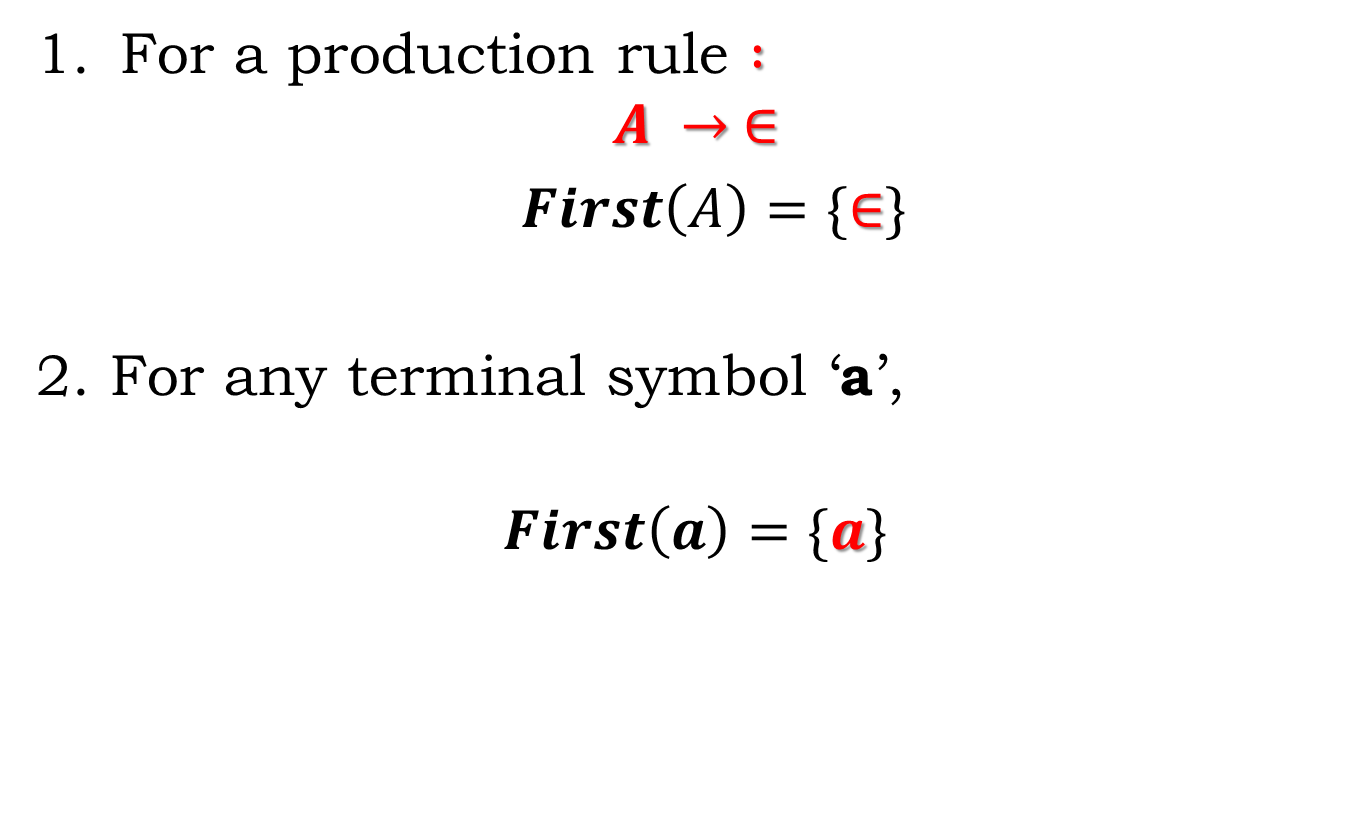 1. For a production rule :
A → ∈
First(A) = {∈}
2. For any terminal symbol ‘a’,
First(a) = {a}